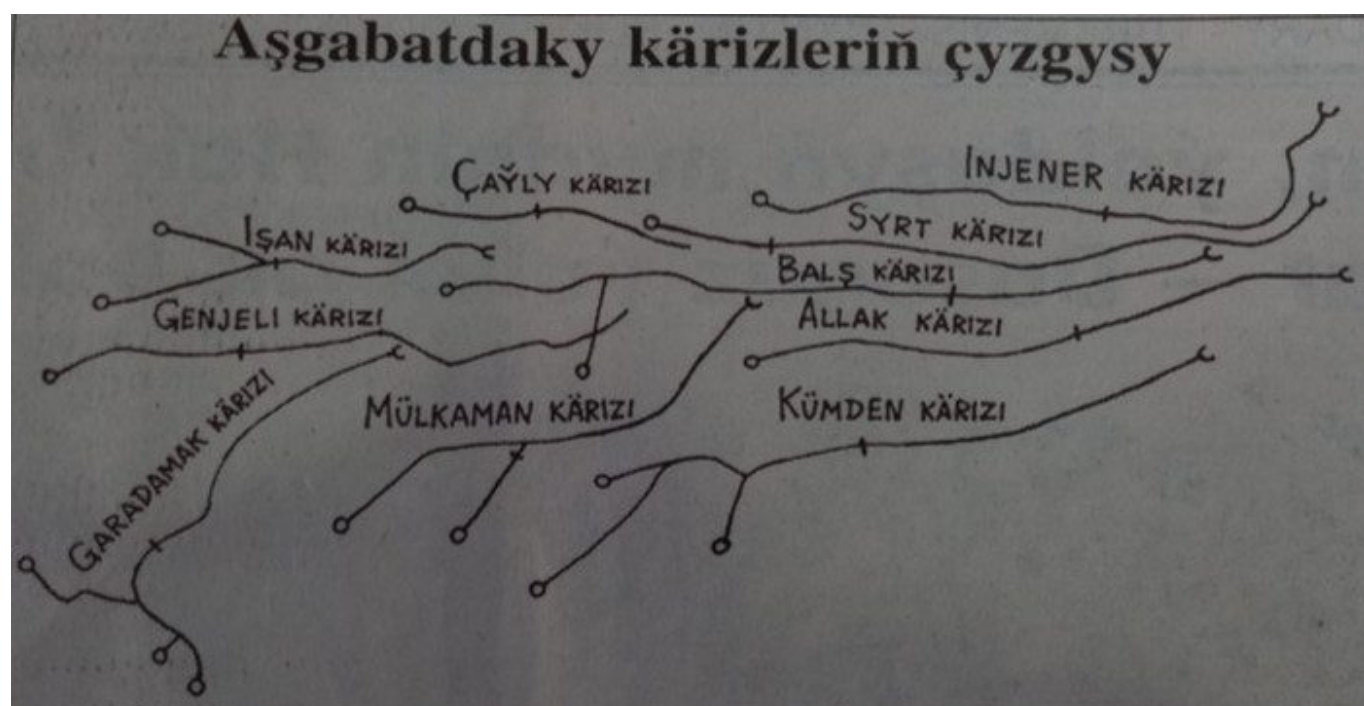 Aşgabatdaky kärizleriň çyzgysy
INJENER KÄRIZI
ÇAỲLY KÄRIZI
SYRT KÄRIZI
IŞAN KÄRIZI
BALŞ KÄRIZI
GENJELI KÄRIZI
ALLAK KÄRIZI
GARADAMAK KÄRIZI
MÜLKAMAN KÄRIZI
KÜMDEN KÄRIZI